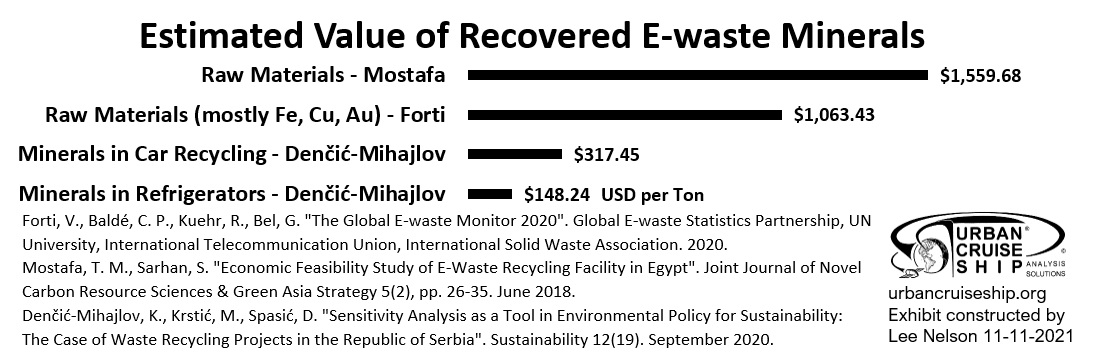 Estimated Value of Recovered E-waste Minerals
Raw Materials - Mostafa $1,559.68
Raw Materials (mostly Fe, Cu, Au) - Forti $1,063.43
Minerals in Car Recycling - Denčić-Mihajlov $317.45
Minerals in Refrigerators - Denčić-Mihajlov $148.24 USD per Ton
Forti, V., Baldé, C. P., Kuehr, R., Bel, G. "The Global E-waste Monitor 2020". Global E-waste Statistics Partnership, UN
University, International Telecommunication Union, International Solid Waste Association. 2020.
Mostafa, T. M., Sarhan, S. "Economic Feasibility Study of E-Waste Recycling Facility in Egypt". Joint Journal of Novel
Carbon Resource Sciences & Green Asia Strategy 5(2), pp. 26-35. June 2018.
Denčić-Mihajlov, K., Krstić, M., Spasić, D. "Sensitivity Analysis as a Tool in Environmental Policy for Sustainability:
The Case of Waste Recycling Projects in the Republic of Serbia". Sustainability 12(19). September 2020.
URBAN®
CRUISE ®
SHIP ANALYSIS
SOLUTIONS
urbancruiseship.org
Exhibit constructed by
Lee Nelson 11-11-2021